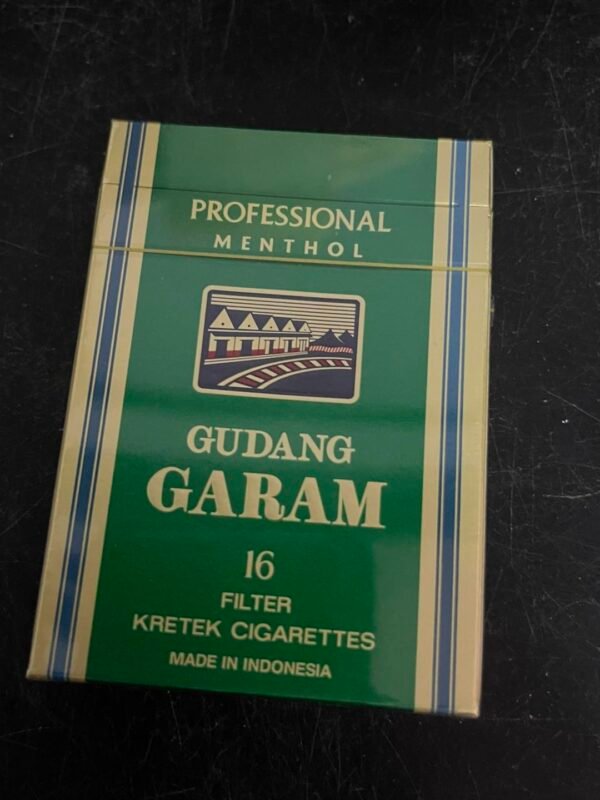 PROFESSIONAL
MENTHOL
GUDANG
GARAM
16
FILTER
KRETEK CIGARETTES
MADE IN INDONESIA